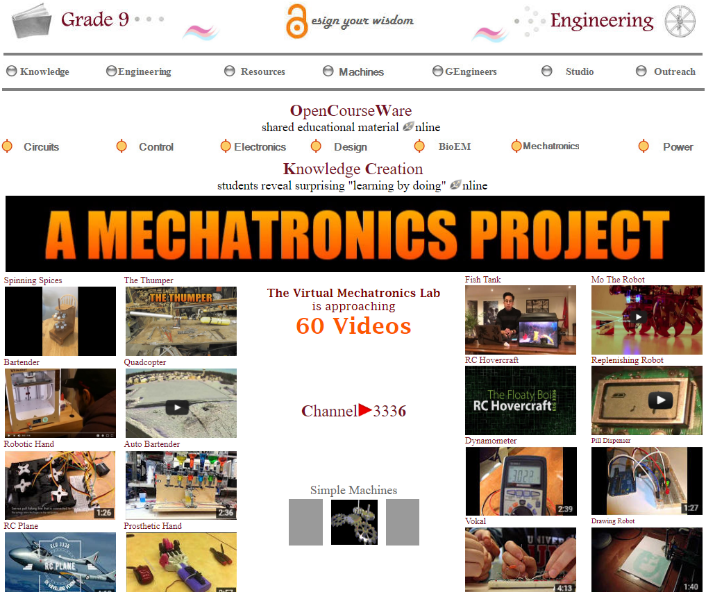 Grade 9
esign your wisdom
Engineering
Knowledge
Engineering
Resources
Machines
GEngineers
Studio
Outreach
OpenCourseWare
shared educational material nline
Circuits
Control
Electronics
Design
BioEM
Mechatronics
Power
Knowledge Creation
students reveal surprising "learning by doing" nline
A MECHATRONICS PROJECT
Spinning Spices
The Thumper
THE THUMPER
Bartender
Quadcopter
Robotic Hand
Auto Bartender
1:26
2:36
RC Plane
Prosthetic Hand
RC PLANE
The Virtual Mechatronics Lab
is approaching
60 Videos
Channel 3336
Simple Machines
Fish Tank
Mo The Robot
RC Hovercraft
Replenishing Robot
The Floaty Boi
RC Hovercraft
Dynamometer
Pill Dispenser
2:39
1:27
Vokal
Drawing Robot
4:13
1:40